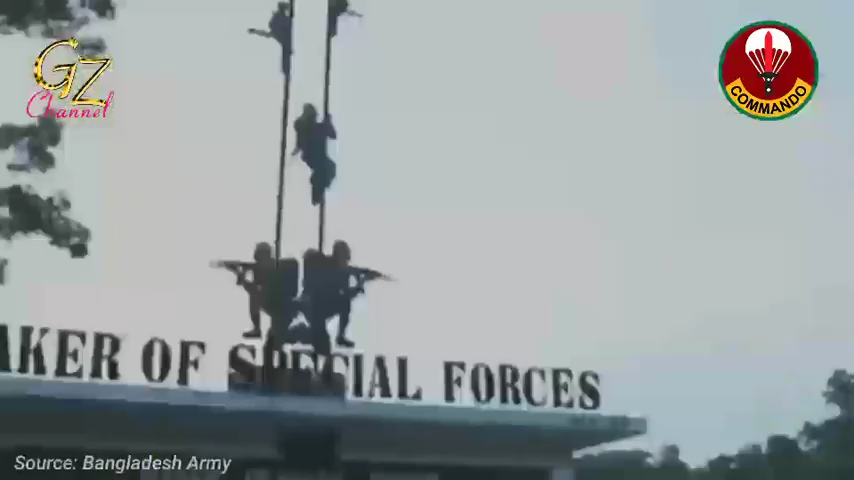 GZ
Channel
COMMANDO
AKER OF SPECIAL FORCES
Source: Bangladesh Army